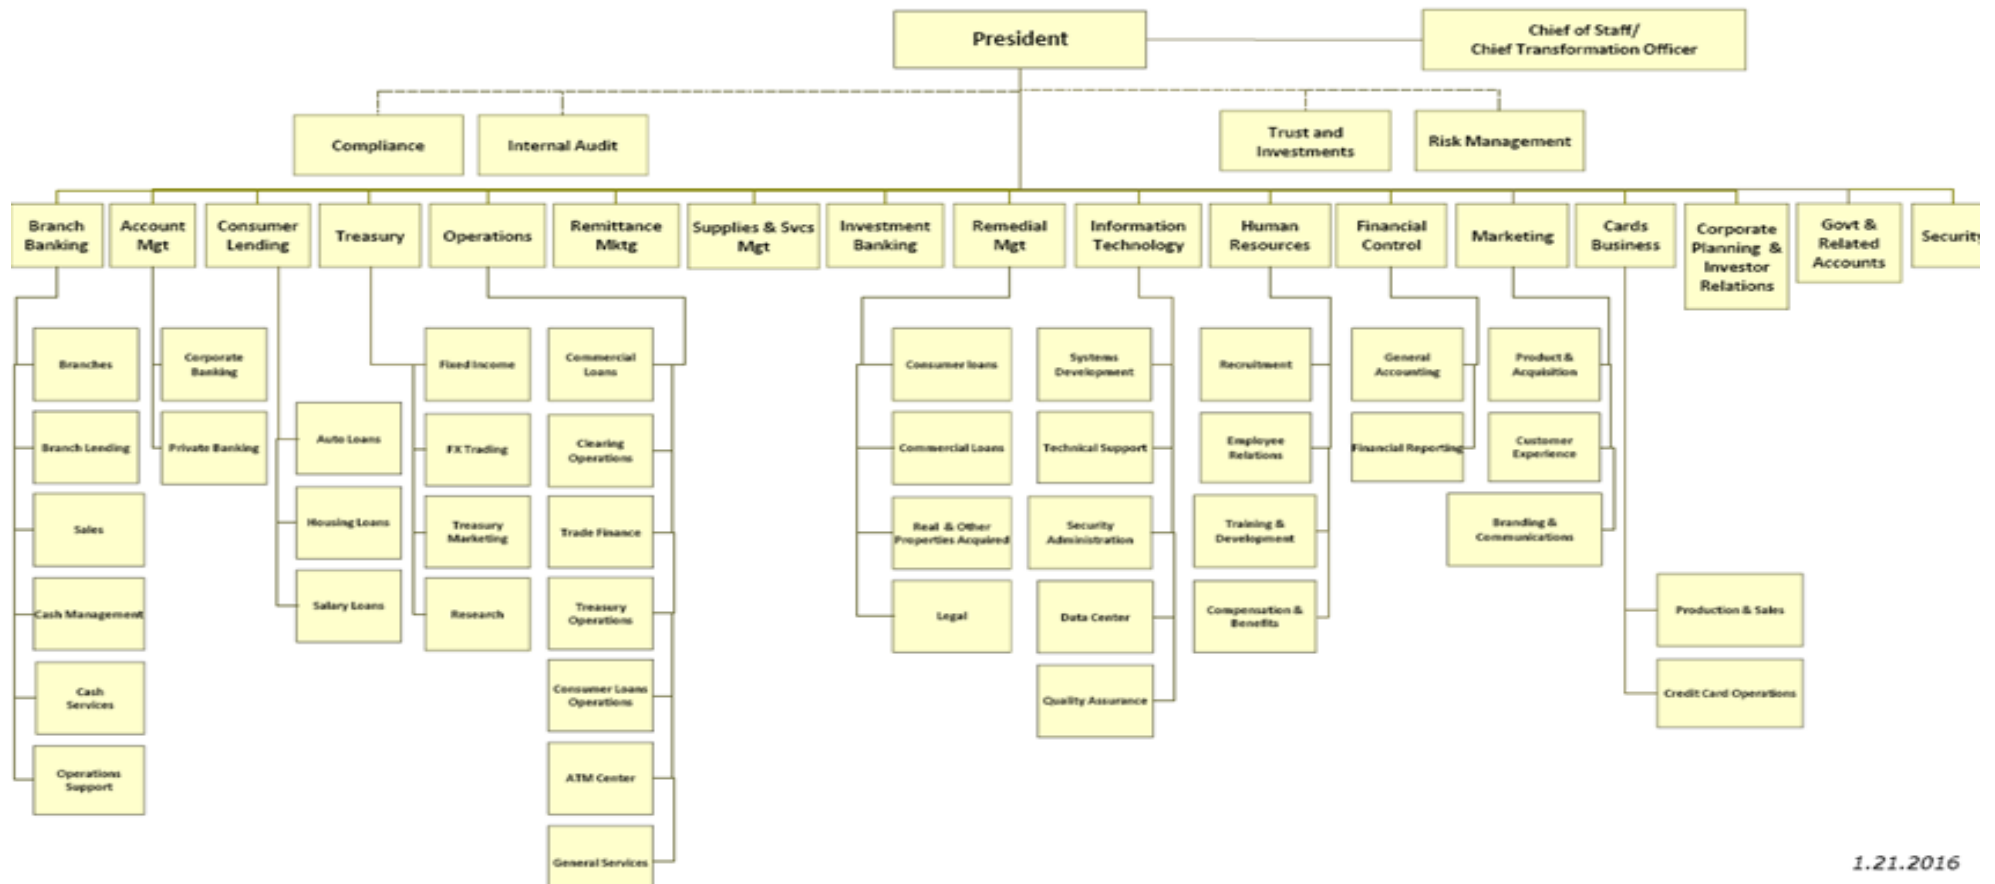 President
Chief of Staff/
Chief Transformation Officer
Compliance
Internal Audit
Trust and
Investments
Risk Management
Branch
Banking
Account
Mgt
Consumer
Lending
Treasury
Operations
Remittance
Mktg
Supplies & Svcs
Mgt
Investment
Banking
Remedial
Mgt
Information
Technology
Human
Resources
Financial
Control
Marketing
Cards
Business
Corporate
Planning &
Investor
Relations
Govt &
Related
Accounts
Security
Branches
Branch Lending
Sales
Cash Management
Cash
Services
Operations
Support
Corporate
Banking
Private Banking
Auto Loans
Housing Loans
Salary Loans
Fixed Income
FX Trading
Treasury
Marketing
Research
Commercial
Loans
Clearing
Operations
Trade Finance
Treasury
Operations
Consumer Loans
Operations
ATM Center
General Services
Consumer loans
Commercial Loans
Real & Other
Properties Acquired
Legal
Systems
Development
Technical Support
Security
Administration
Data Center
Quality Assurance
Recruitment
Employee
Relations
Training &
Development
Compensation &
Benefits
General
Accounting
Financial Reporting
Product &
Acquisition
Customer
Experience
Branding &
Communications
Production & Sales
Credit Card Operations
1.21.2016